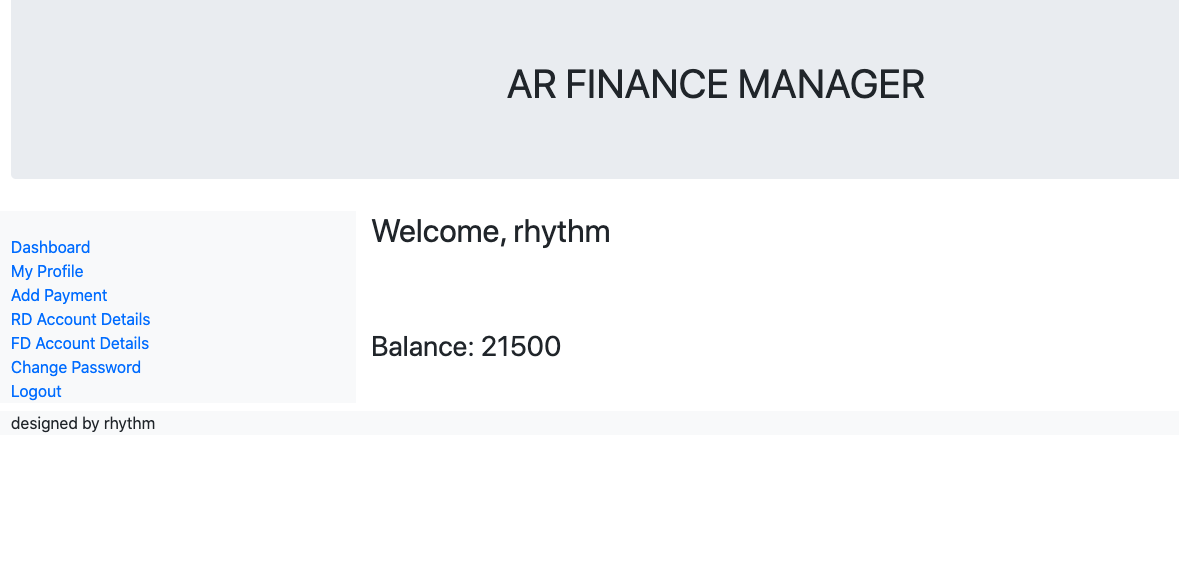 AR FINANCE MANAGER
Dashboard
My Profile
Add Payment
RD Account Details
FD Account Details
Change Password
Logout
Welcome, rhythm
Balance: 21500
designed by rhythm